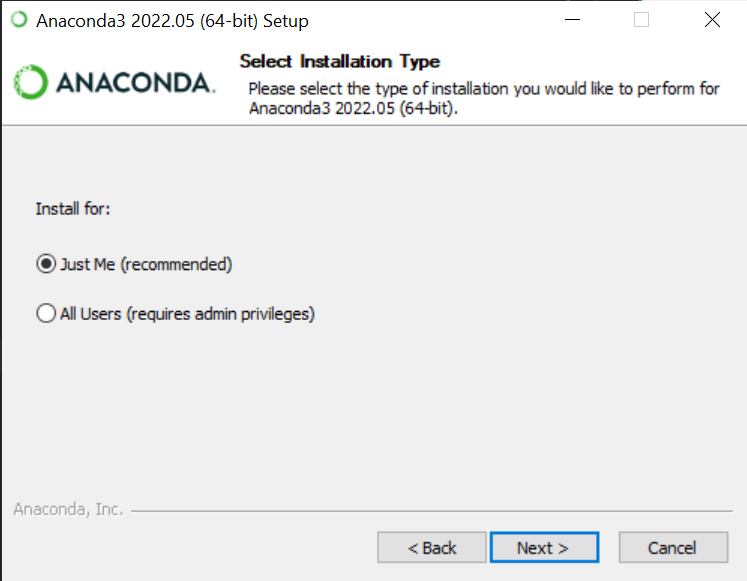 Anaconda3 2022.05 (64-bit) Setup
ANACONDA.
Select Installation Type
Please select the type of installation you would like to perform for
Anaconda3 2022.05 (64-bit).
Install for:
Just Me (recommended)
All Users (requires admin privileges)
Anaconda, Inc.
< Back
Next >
Cancel